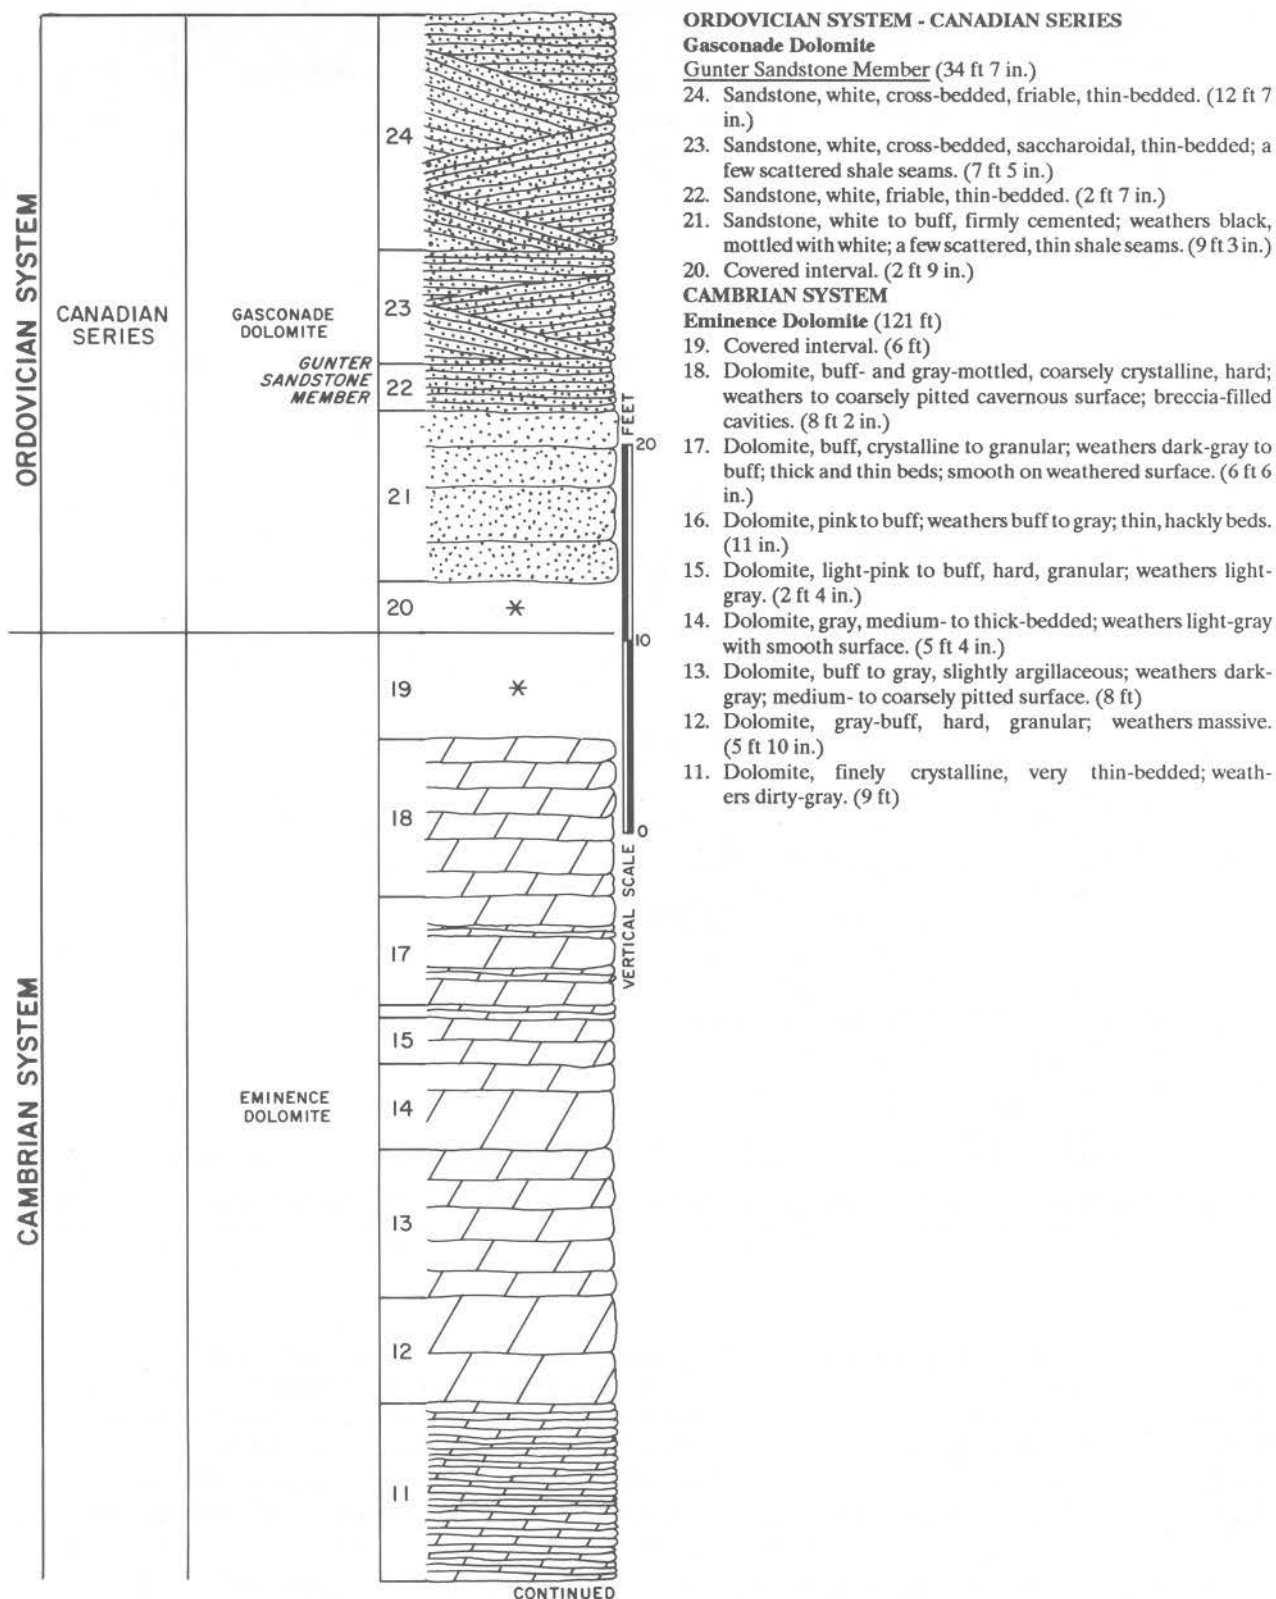 ORDOVICIAN SYSTEM
CAMBRIAN SYSTEM
CANADIAN
SERIES
GASCONADE
DOLOMITE
GUNTER
SANDSTONE
MEMBER
EMINENCE
DOLOMITE
24
23
22
21
20
*
19
*
18
17
15
14
13
12
11
FEET
20
10
0
VERTICAL SCALE
CONTINUED
ORDOVICIAN SYSTEM - CANADIAN SERIES
Gasconade Dolomite
Gunter Sandstone Member (34 ft 7 in.)
24. Sandstone, white, cross-bedded, friable, thin-bedded. (12 ft 7
in.)
23. Sandstone, white, cross-bedded, saccharoidal, thin-bedded; a
few scattered shale seams. (7 ft 5 in.)
22. Sandstone, white, friable, thin-bedded. (2 ft 7 in.)
21. Sandstone, white to buff, firmly cemented; weathers black,
mottled with white; a few scattered, thin shale seams. (9 ft 3 in.)
20. Covered interval. (2 ft 9 in.)
CAMBRIAN SYSTEM
Eminence Dolomite (121 ft)
19. Covered interval. (6 ft)
18. Dolomite, buff- and gray-mottled, coarsely crystalline, hard;
weathers to coarsely pitted cavernous surface; breccia-filled
cavities. (8 ft 2 in.)
17. Dolomite, buff, crystalline to granular; weathers dark-gray to
buff; thick and thin beds; smooth on weathered surface. (6 ft 6
in.)
16. Dolomite, pink to buff; weathers buff to gray; thin, hackly beds.
(11 in.)
15. Dolomite, light-pink to buff, hard, granular; weathers light-
gray. (2 ft 4 in.)
14. Dolomite, gray, medium- to thick-bedded; weathers light-gray
with smooth surface. (5 ft 4 in.)
13. Dolomite, buff to gray, slightly argillaceous; weathers dark-
gray; medium- to coarsely pitted surface. (8 ft)
12. Dolomite, gray-buff, hard, granular; weathers massive.
(5 ft 10 in.)
11. Dolomite, finely crystalline, very thin-bedded; weath-
ers dirty-gray. (9 ft)